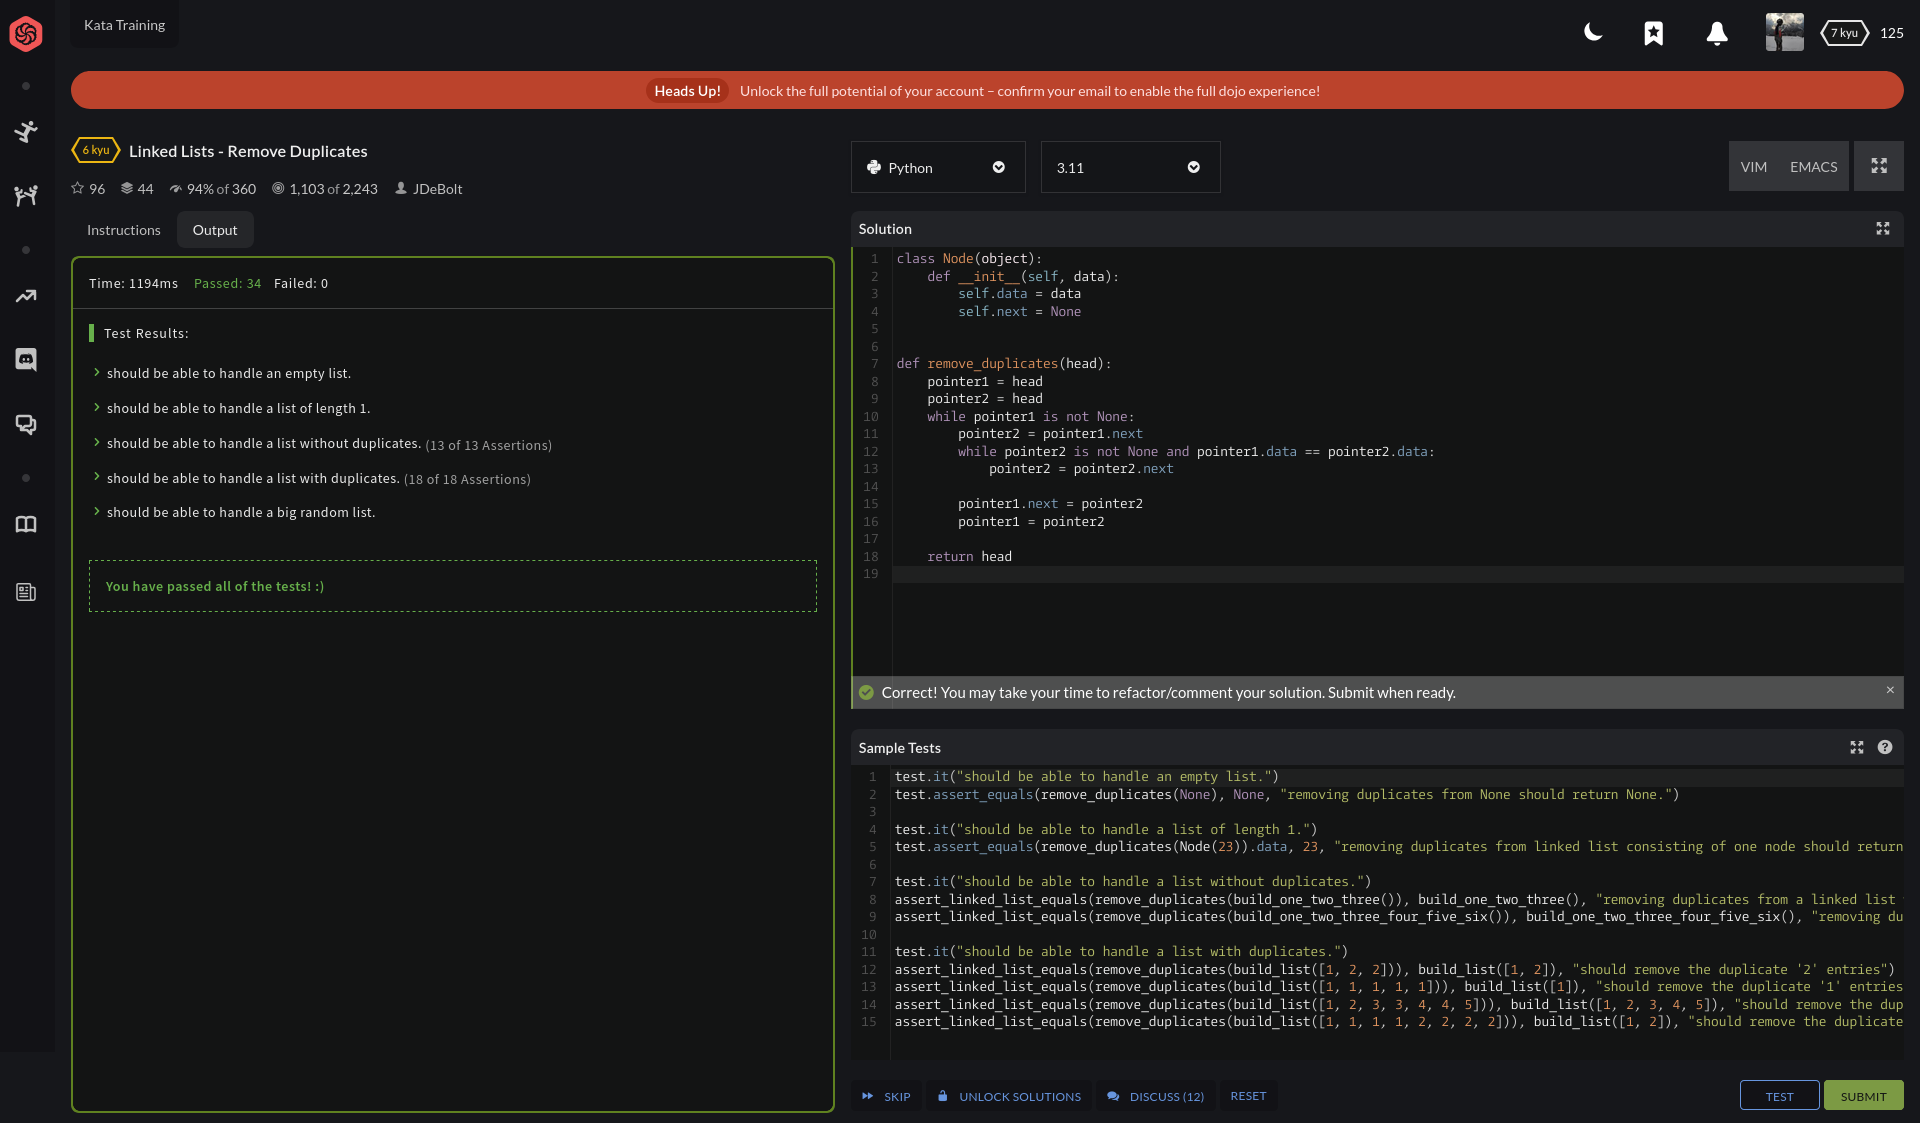 Kata Training
7 kyu
125
Heads Up! Unlock the full potential of your account – confirm your email to enable the full dojo experience!
6 kyu Linked Lists - Remove Duplicates
96 44 94% of 360 1,103 of 2,243 JDeBolt
Instructions
Output
Time: 1194ms Passed: 34 Failed: 0
Test Results:
should be able to handle an empty list.
should be able to handle a list of length 1.
should be able to handle a list without duplicates. (13 of 13 Assertions)
should be able to handle a list with duplicates. (18 of 18 Assertions)
should be able to handle a big random list.
You have passed all of the tests! :)
Python
3.11
VIM
EMACS
Solution
1 class Node(object):
2 def __init__(self, data):
3 self.data = data
4 self.next = None
5
6
7 def remove_duplicates(head):
8 pointer1 = head
9 pointer2 = head
10 while pointer1 is not None:
11 pointer2 = pointer1.next
12 while pointer2 is not None and pointer1.data == pointer2.data:
13 pointer2 = pointer2.next
14
15 pointer1.next = pointer2
16 pointer1 = pointer2
17
18 return head
19
Correct! You may take your time to refactor/comment your solution. Submit when ready.
×
Sample Tests
1 test.it("should be able to handle an empty list.")
2 test.assert_equals(remove_duplicates(None), None, "removing duplicates from None should return None.")
3
4 test.it("should be able to handle a list of length 1.")
5 test.assert_equals(remove_duplicates(Node(23)).data, 23, "removing duplicates from linked list consisting of one node should return
6
7 test.it("should be able to handle a list without duplicates.")
8 assert_linked_list_equals(remove_duplicates(build_one_two_three()), build_one_two_three(), "removing duplicates from a linked list
9 assert_linked_list_equals(remove_duplicates(build_one_two_three_four_five_six()), build_one_two_three_four_five_six(), "removing du
10
11 test.it("should be able to handle a list with duplicates.")
12 assert_linked_list_equals(remove_duplicates(build_list([1, 2, 2])), build_list([1, 2]), "should remove the duplicate '2' entries")
13 assert_linked_list_equals(remove_duplicates(build_list([1, 1, 1, 1, 1])), build_list([1]), "should remove the duplicate '1' entries
14 assert_linked_list_equals(remove_duplicates(build_list([1, 2, 3, 3, 4, 4, 5])), build_list([1, 2, 3, 4, 5]), "should remove the dup
15 assert_linked_list_equals(remove_duplicates(build_list([1, 1, 1, 1, 2, 2, 2, 2])), build_list([1, 2]), "should remove the duplicate
SKIP
UNLOCK SOLUTIONS
DISCUSS (12)
RESET
TEST
SUBMIT